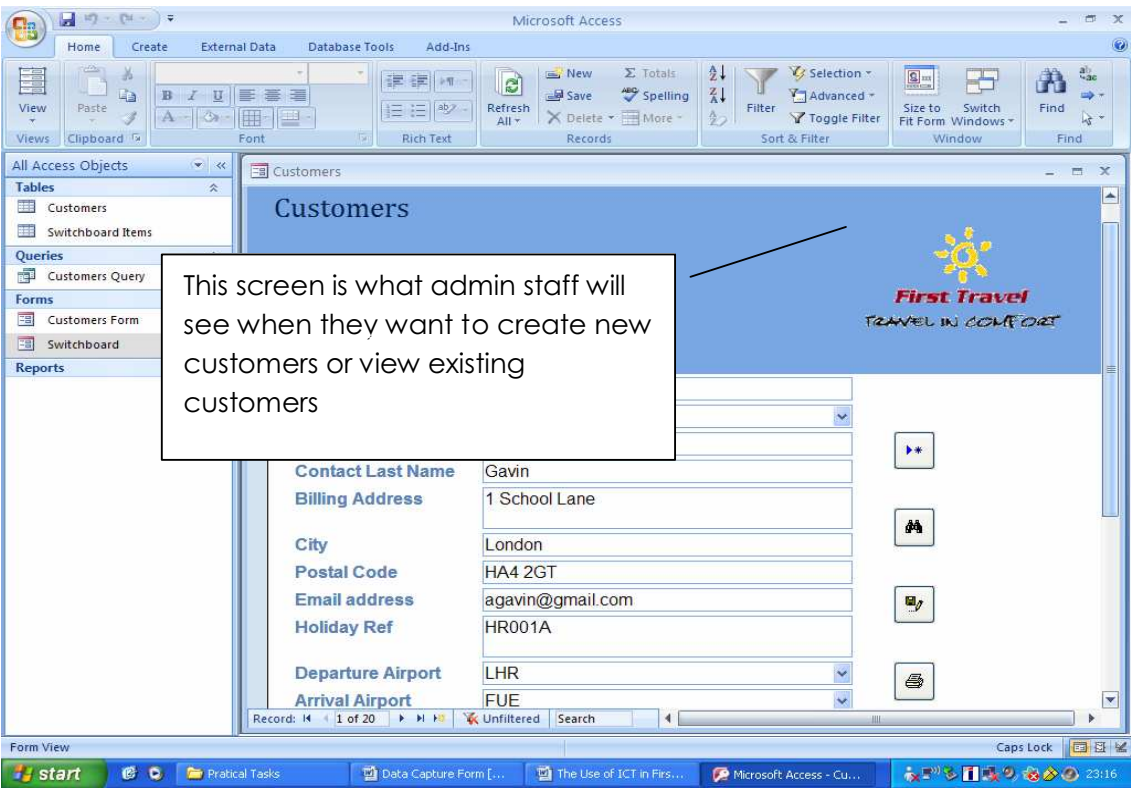 Microsoft Access
Home Create External Data Database Tools Add-Ins
View
Views
Paste
Clipboard
B I U
A
Font
Rich Text
Refresh All
New
Save
Delete
Σ Totals
Spelling
More
Records
Filter
Selection
Advanced
Toggle Filter
Sort & Filter
Size to Fit Form
Switch Windows
Window
Find
Find
All Access Objects
Tables
Customers
Switchboard Items
Queries
Customers Query
Forms
Customers Form
Switchboard
Reports
Customers
Customers
First Travel
TRAVEL IN COMFORT
This screen is what admin staff will
see when they want to create new
customers or view existing
customers
Contact Last Name Gavin
Billing Address 1 School Lane
City London
Postal Code HA4 2GT
Email address agavin@gmail.com
Holiday Ref HR001A
Departure Airport LHR
Arrival Airport FUE
Record: 1 of 20 Unfiltered Search
Form View Caps Lock
start Pratical Tasks Data Capture Form [... The Use of ICT in Firs... Microsoft Access - Cu... 23:16